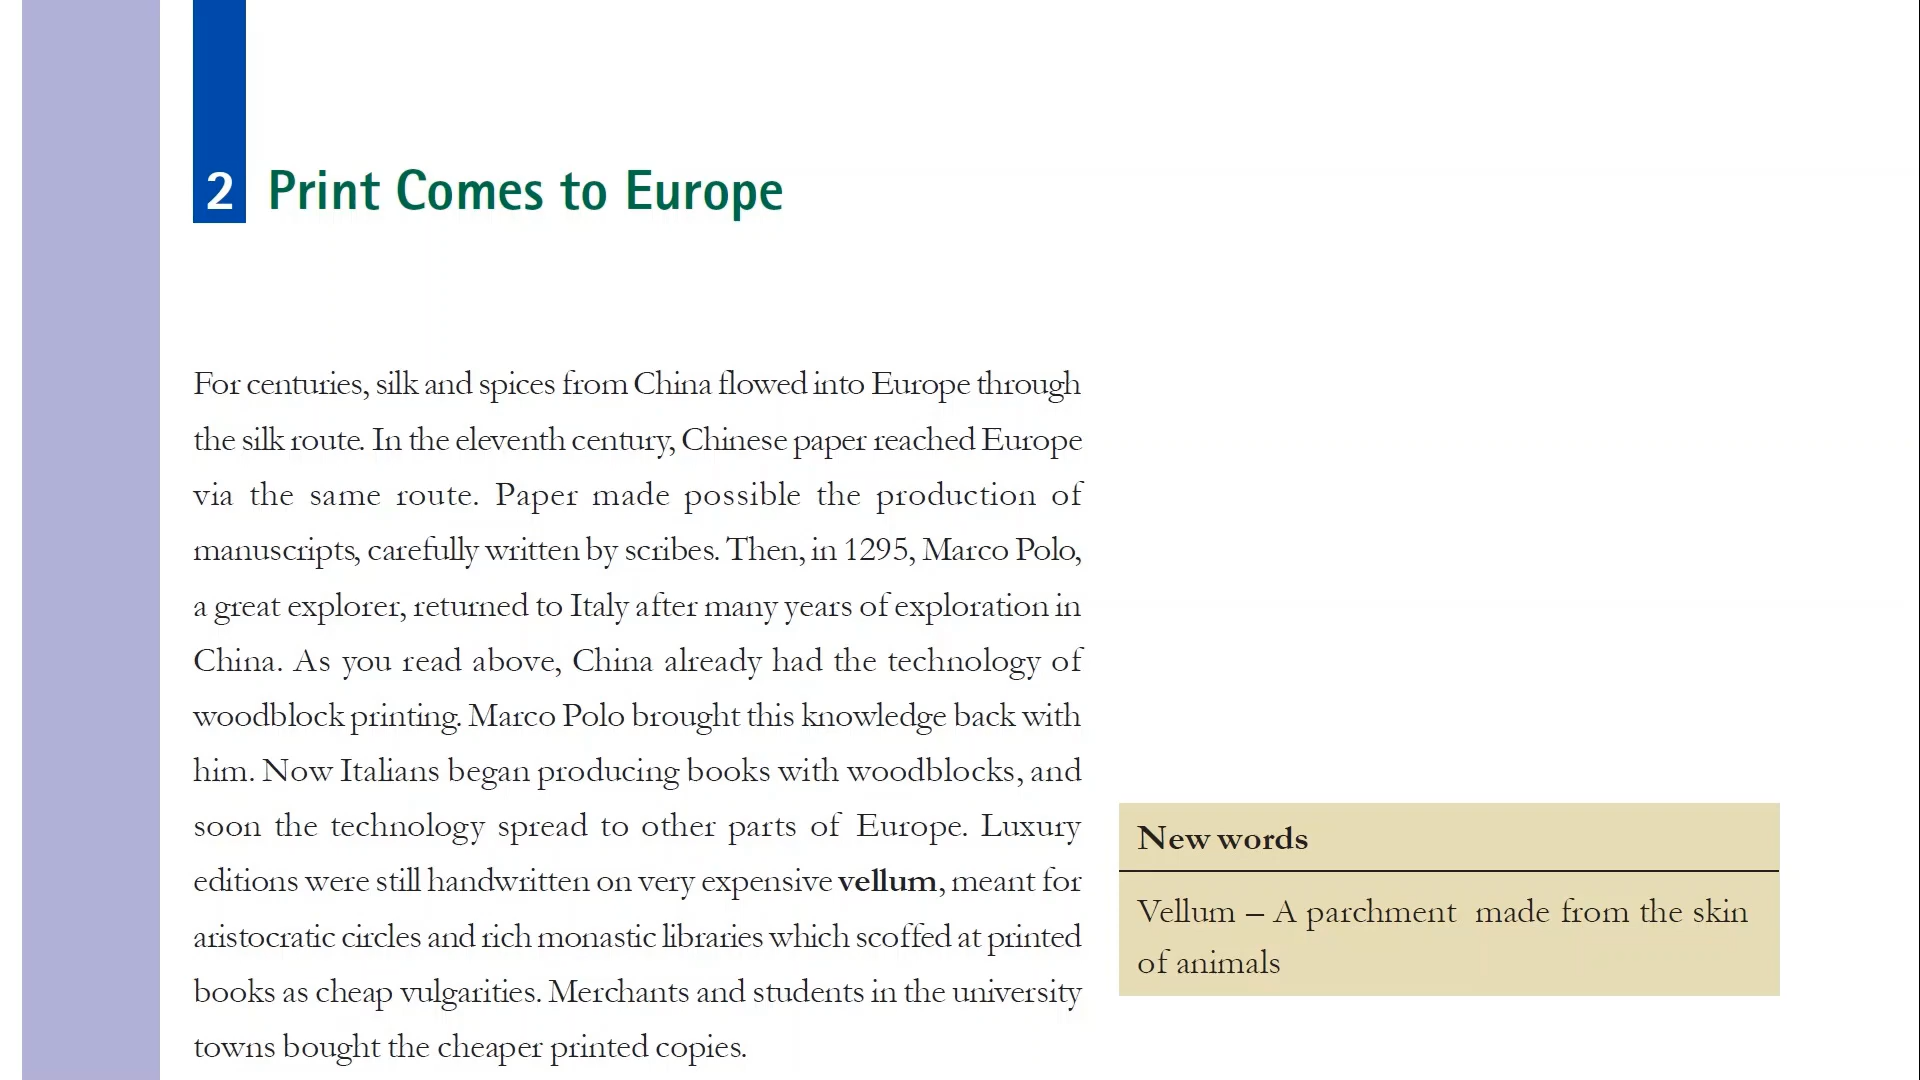 2 Print Comes to Europe
For centuries, silk and spices from China flowed into Europe through
the silk route. In the eleventh century, Chinese paper reached Europe
via the same route. Paper made possible the production of
manuscripts, carefully written by scribes. Then, in 1295, Marco Polo,
a great explorer, returned to Italy after many years of exploration in
China. As you read above, China already had the technology of
woodblock printing. Marco Polo brought this knowledge back with
him. Now Italians began producing books with woodblocks, and
soon the technology spread to other parts of Europe. Luxury
editions were still handwritten on very expensive vellum, meant for
aristocratic circles and rich monastic libraries which scoffed at printed
books as cheap vulgarities. Merchants and students in the university
towns bought the cheaper printed copies.
New words
Vellum – A parchment made from the skin
of animals